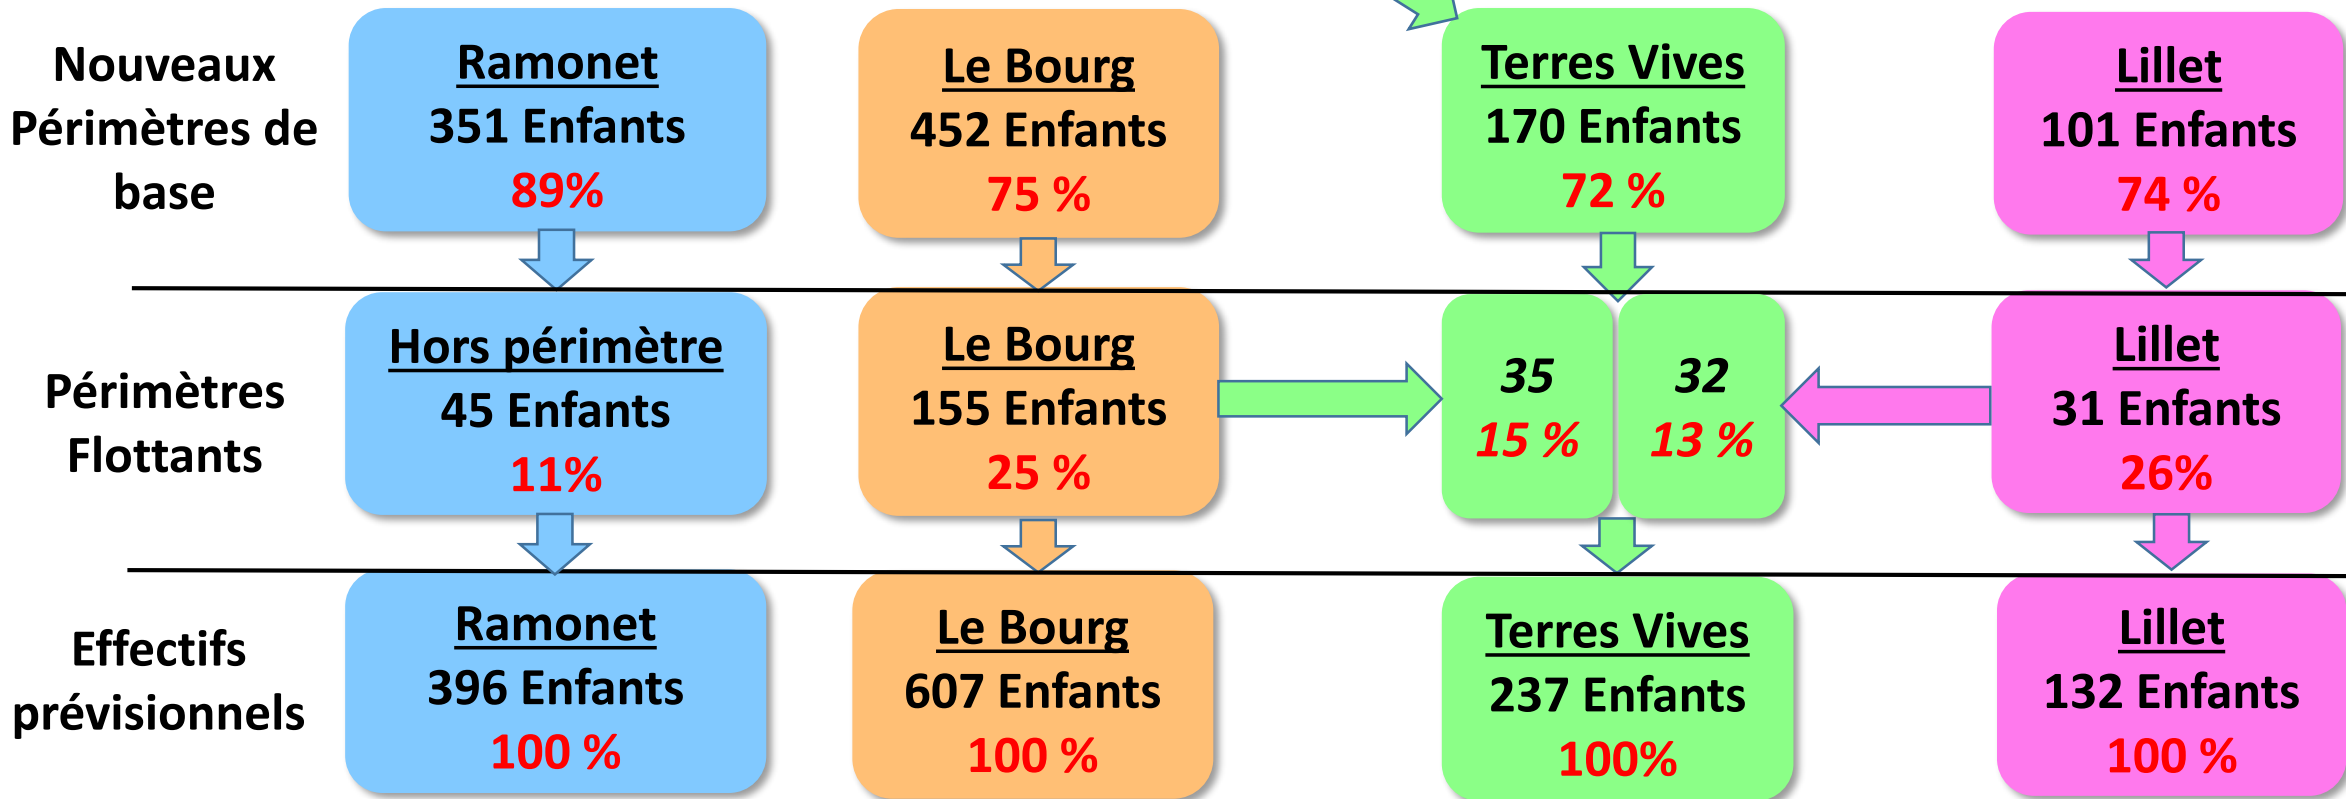 Nouveaux
Périmètres de
base
Ramonet
351 Enfants
89%
Le Bourg
452 Enfants
75 %
Terres Vives
170 Enfants
72 %
Lillet
101 Enfants
74 %
Périmètres
Flottants
Hors périmètre
45 Enfants
11%
Le Bourg
155 Enfants
25 %
35
15 %
32
13 %
Lillet
31 Enfants
26%
Effectifs
prévisionnels
Ramonet
396 Enfants
100 %
Le Bourg
607 Enfants
100 %
Terres Vives
237 Enfants
100%
Lillet
132 Enfants
100 %